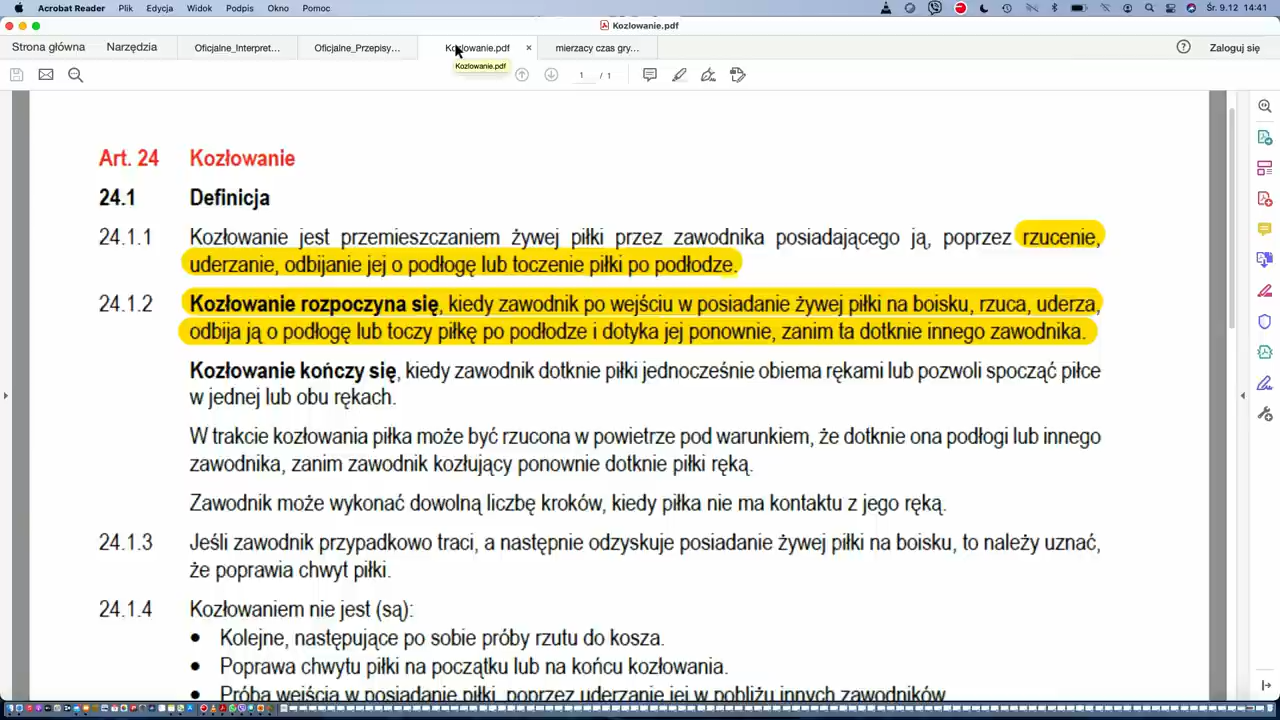 Acrobat Reader Plik Edycja Widok Podpis Okno Pomoc Śr. 9.12 14:41
Kozlowanie.pdf
Strona główna Narzędzia Oficjalne_Interpret... Oficjalne_Przepisy... Kozlowanie.pdf × mierzacy czas gry... Zaloguj się
Kozlowanie.pdf
1 / 1
Art. 24 Kozłowanie
24.1 Definicja
24.1.1 Kozłowanie jest przemieszczaniem żywej piłki przez zawodnika posiadającego ją, poprzez rzucenie,
uderzanie, odbijanie jej o podłogę lub toczenie piłki po podłodze.
24.1.2 Kozłowanie rozpoczyna się, kiedy zawodnik po wejściu w posiadanie żywej piłki na boisku, rzuca, uderza,
odbija ją o podłogę lub toczy piłkę po podłodze i dotyka jej ponownie, zanim ta dotknie innego zawodnika.
Kozłowanie kończy się, kiedy zawodnik dotknie piłki jednocześnie obiema rękami lub pozwoli spocząć piłce
w jednej lub obu rękach.
W trakcie kozłowania piłka może być rzucona w powietrze pod warunkiem, że dotknie ona podłogi lub innego
zawodnika, zanim zawodnik kozłujący ponownie dotknie piłki ręką.
Zawodnik może wykonać dowolną liczbę kroków, kiedy piłka nie ma kontaktu z jego ręką.
24.1.3 Jeśli zawodnik przypadkowo traci, a następnie odzyskuje posiadanie żywej piłki na boisku, to należy uznać,
że poprawia chwyt piłki.
24.1.4 Kozłowaniem nie jest (są):
• Kolejne, następujące po sobie próby rzutu do kosza.
• Poprawa chwytu piłki na początku lub na końcu kozłowania.
• Próba wejścia w posiadanie piłki, poprzez uderzanie jej w pobliżu innych zawodników